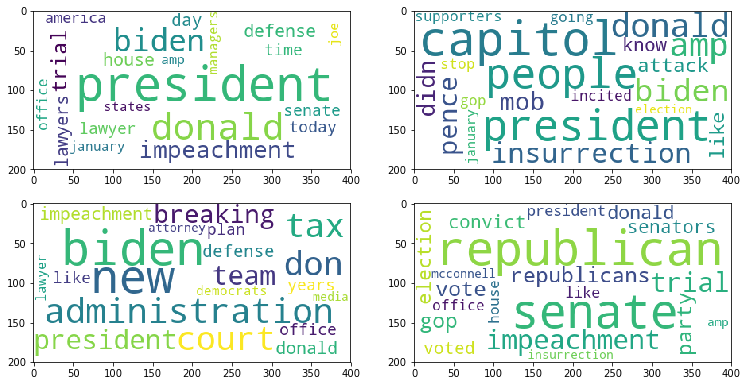 america
day
biden
managers
defense
joe
time
trial
house
amp
president
office
states
senate
lawyers
lawyer
donald
today
january
impeachment
0
50
100
150
200
0 50 100 150 200 250 300 350 400
supporters
going
donald
capitol
know
amp
stop
people
attack
didn
gop
mob
incited
biden
pence
january
election
president
like
insurrection
0
50
100
150
200
0 50 100 150 200 250 300 350 400
impeachment
breaking
attorney
plan
tax
biden
defense
don
lawyer
like
new
team
years
democrats
media
administration
office
president
court
donald
0
50
100
150
200
0 50 100 150 200 250 300 350 400
president
donald
convict
senators
election
republican
mcconnell
republicans
trial
vote
like
office
house
senate
party
gop
amp
impeachment
voted
insurrection
0
50
100
150
200
0 50 100 150 200 250 300 350 400